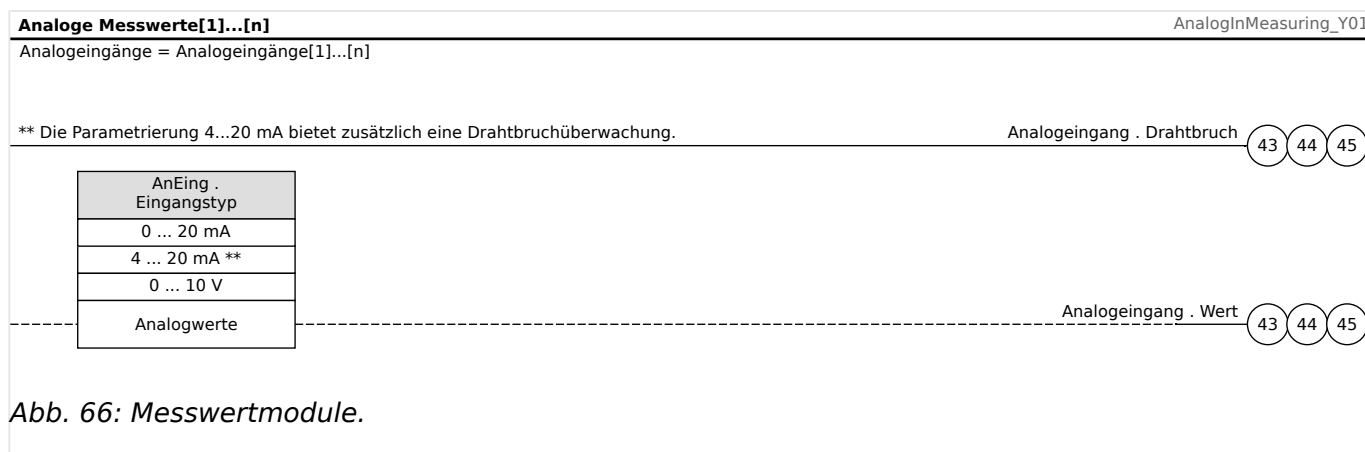 Analoge Messwerte[1]...[n]
AnalogInMeasuring_Y01
Analogeingänge = Analogeingänge[1]...[n]
** Die Parametrierung 4...20 mA bietet zusätzlich eine Drahtbruchüberwachung.
Analogeingang . Drahtbruch
43 44 45
AnEing .
Eingangstyp
0 ... 20 mA
4 ... 20 mA **
0 ... 10 V
Analogwerte
Analogeingang . Wert
43 44 45
Abb. 66: Messwertmodule.